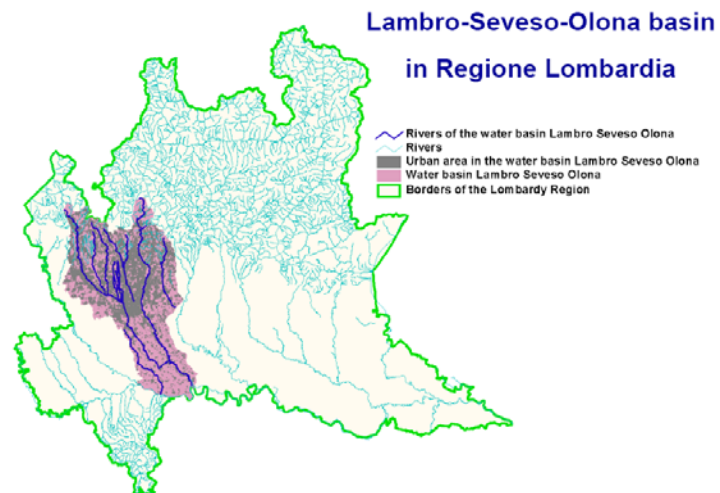 Lambro-Seveso-Olona basin
in Regione Lombardia
Rivers of the water basin Lambro Seveso Olona
Rivers
Urban area in the water basin Lambro Seveso Olona
Water basin Lambro Seveso Olona
Borders of the Lombardy Region